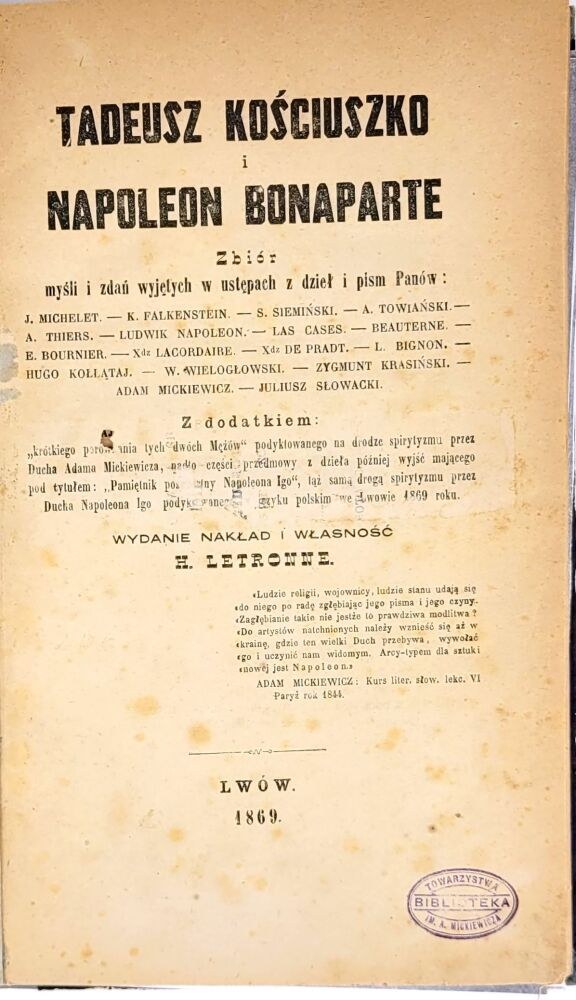 TADEUSZ KOŚCIUSZKO
i
NAPOLEON BONAPARTE
Zbiór
myśli i zdań wyjętych w ustępach z dzieł i pism Panów:
J. MICHELET. — K. FALKENSTEIN. — S. SIEMIŃSKI. — A. TOWIAŃSKI. —
A. THIERS. — LUDWIK NAPOLEON. — LAS CASES. — BEAUTERNE. —
E. BOURNIER. — Xdz LACORDAIRE. — Xdz DE PRADT. — L. BIGNON. —
HUGO KOŁŁĄTAJ. — W. WIELOGŁOWSKI. — ZYGMUNT KRASIŃSKI. —
ADAM MICKIEWICZ. — JULIUSZ SŁOWACKI.
Z dodatkiem:
„krótkiego tych dwóch Mężów" podyktowanego na drodze spirytyzmu przez
Ducha Adama Mickiewicza, części przedmowy z dzieła później wyjść mającego
pod tytułem: „Pamiętnik Napoleona Igo", tąż samą drogą spirytyzmu przez
Ducha Napoleona Igo polskim we Lwowie 1869 roku.
WYDANIE NAKŁAD I WŁASNOŚĆ
H. LETRONNE.
«Ludzie religii, wojownicy, ludzie stanu udają się
«do niego po radę zgłębiając jego pisma i jego czyny.
«Zagłębianie takie nie jestże to prawdziwa modlitwa?
«Do artystów natchnionych należy wznieść się aż w
«krainę, gdzie ten wielki Duch przebywa, wywołać
«go i uczynić nam widomym. Arcy-typem dla sztuki
«nowej jest Napoleon.»
ADAM MICKIEWICZ: Kurs liter. słow. lekc. VI
Paryż rok 1844.
LWÓW.
1869.
TOWARZYSTWA
BIBLIOTEKA
IM. A. MICKIEWICZA